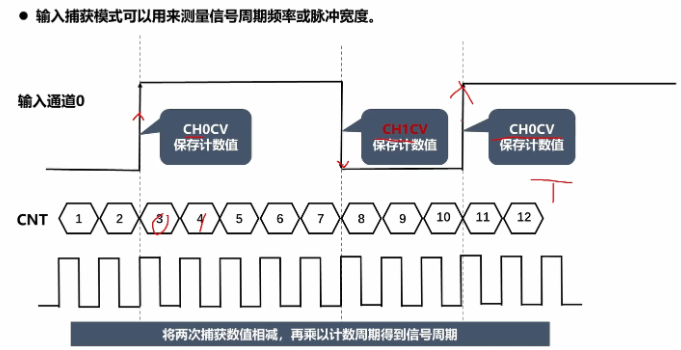 ● 输入捕获模式可以用来测量信号周期频率或脉冲宽度。
输入通道0
CH0CV
保存计数值
CH1CV
保存计数值
CH0CV
保存计数值
T
CNT 1 2 3 4 5 6 7 8 9 10 11 12
0 1
将两次捕获数值相减，再乘以计数周期得到信号周期